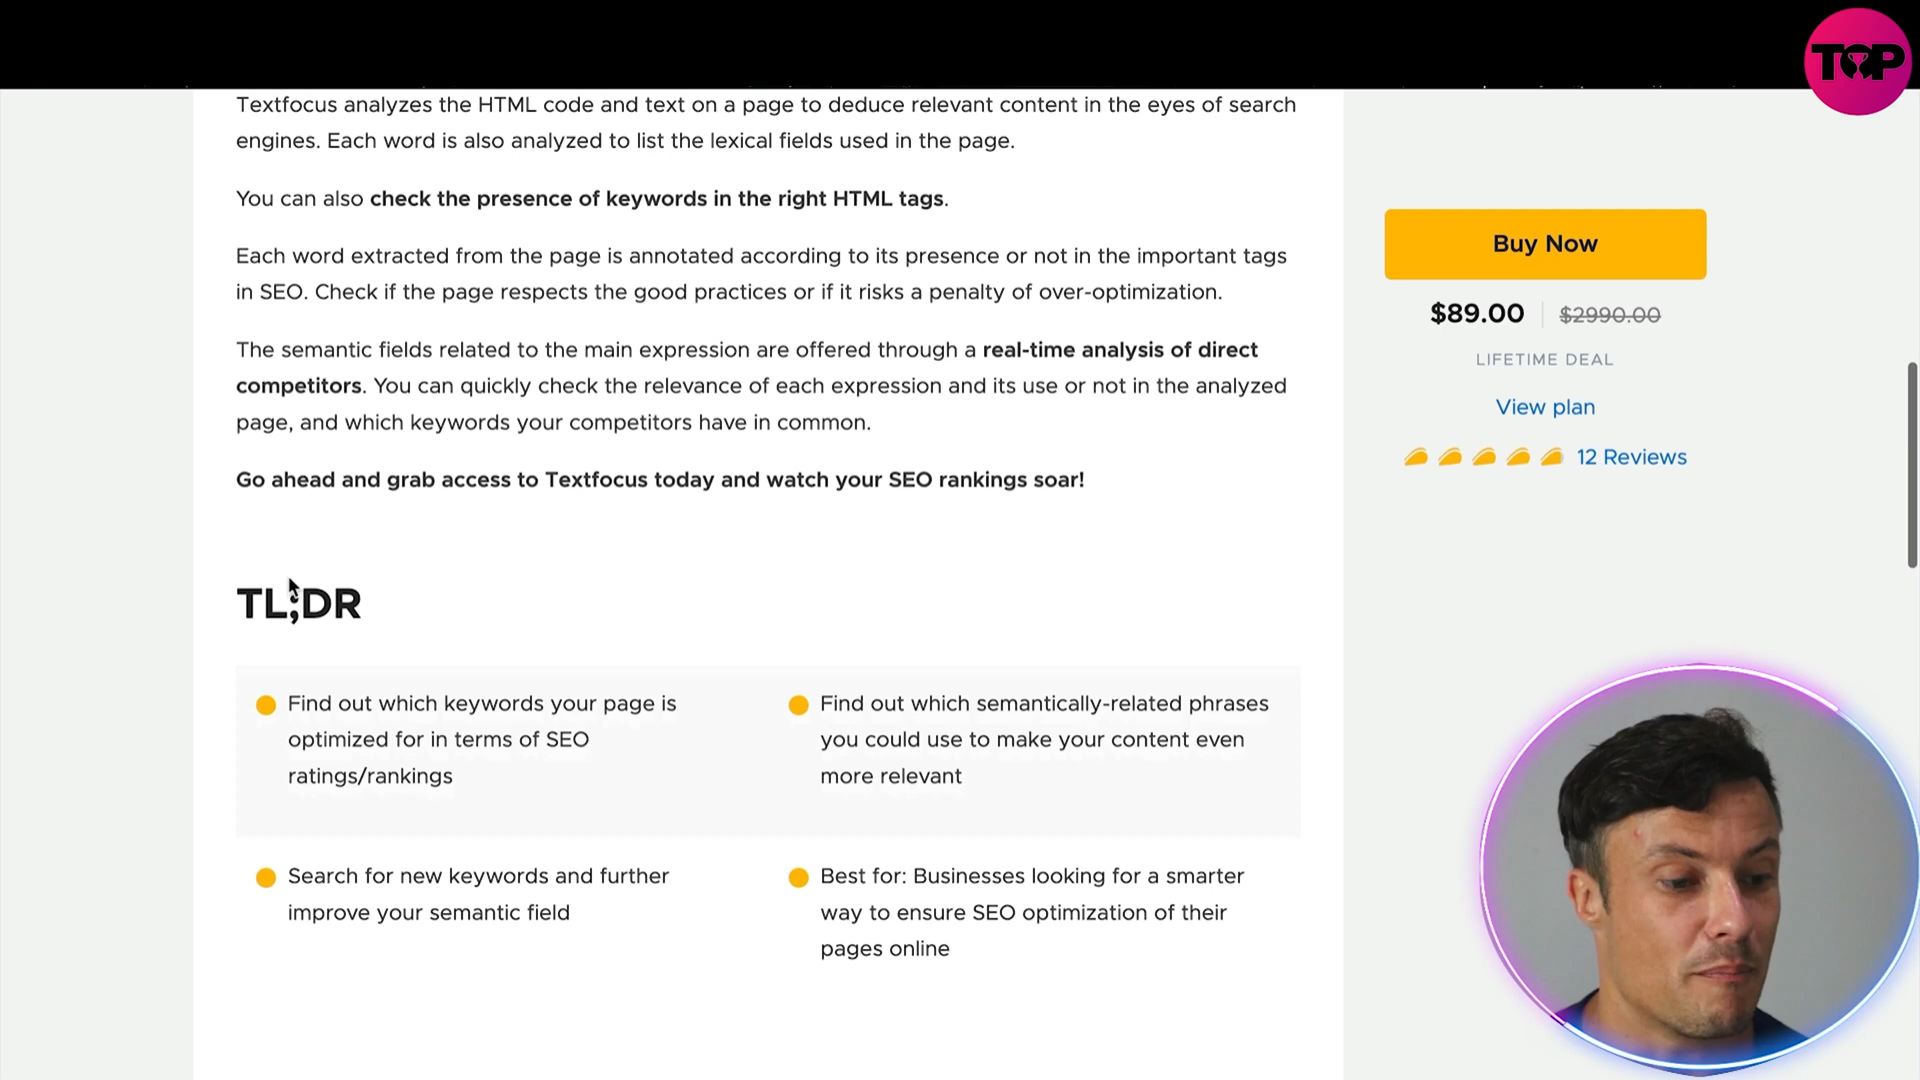 TOP
Textfocus analyzes the HTML code and text on a page to deduce relevant content in the eyes of search
engines. Each word is also analyzed to list the lexical fields used in the page.
You can also check the presence of keywords in the right HTML tags.
Each word extracted from the page is annotated according to its presence or not in the important tags
in SEO. Check if the page respects the good practices or if it risks a penalty of over-optimization.
The semantic fields related to the main expression are offered through a real-time analysis of direct
competitors. You can quickly check the relevance of each expression and its use or not in the analyzed
page, and which keywords your competitors have in common.
Go ahead and grab access to Textfocus today and watch your SEO rankings soar!
TL;DR
Find out which keywords your page is
optimized for in terms of SEO
ratings/rankings
Find out which semantically-related phrases
you could use to make your content even
more relevant
Search for new keywords and further
improve your semantic field
Best for: Businesses looking for a smarter
way to ensure SEO optimization of their
pages online
Buy Now
$89.00 $2990.00
LIFETIME DEAL
View plan
12 Reviews